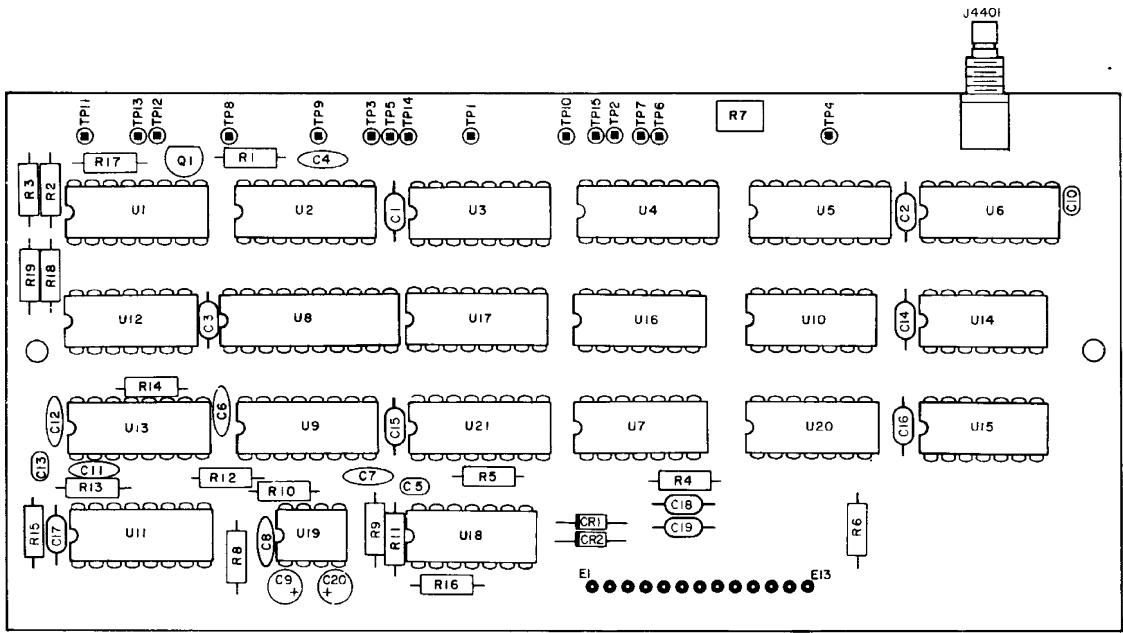 J4401
TP11 TP13 TP12 TP8 TP9 TP3 TP5 TP14 TP1 TP10 TP15 TP2 TP7 TP6 R7 TP4
R3 R2 R17 Q1 R1 C4
U1 U2 C1 U3 U4 U5 C2 U6 C10
R19 R18
U12 C3 U8 U17 U16 U10 C14 U14
R14
C12 U13 C6 U9 C15 U21 U7 U20 C16 U15
C13 C11 R12 C7 R5 R4
R13 R10 C5 C18
R15 C17 U11 R8 C8 U19 R9 R11 U18 CR1 C19 R6
CR2
C9 + C20 + R16 E1 E13